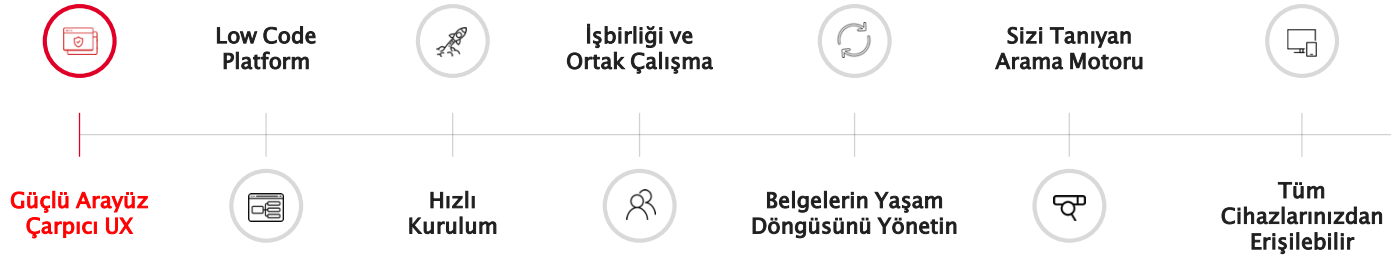 Güçlü Arayüz
Çarpıcı UX
Low Code
Platform
Hızlı
Kurulum
İşbirliği ve
Ortak Çalışma
Belgelerin Yaşam
Döngüsünü Yönetin
Sizi Tanıyan
Arama Motoru
Tüm
Cihazlarınızdan
Erişilebilir